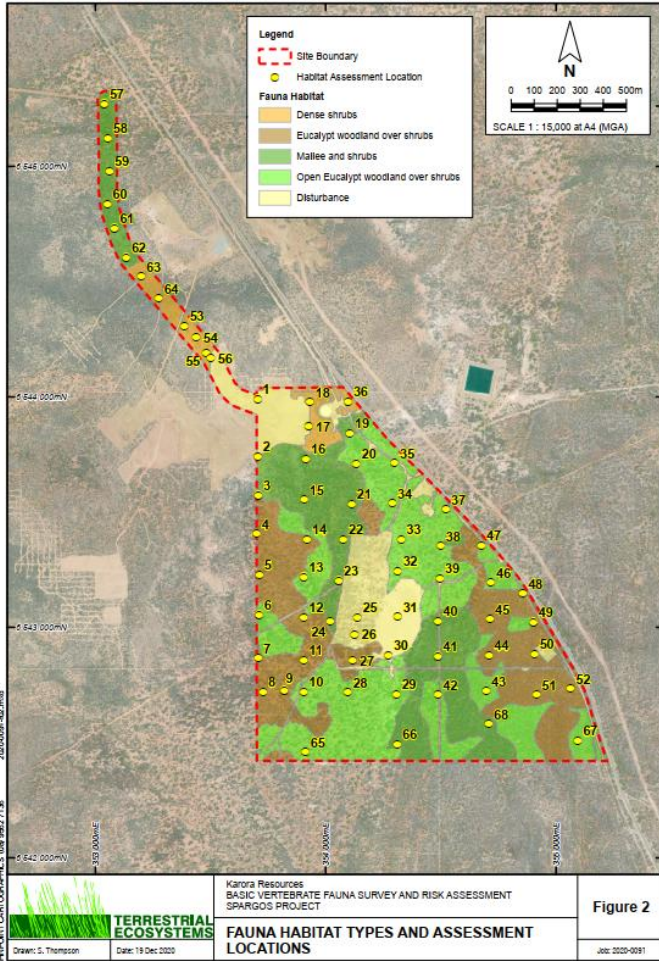 Legend
Site Boundary
Habitat Assessment Location
Fauna Habitat
Dense shrubs
Eucalypt woodland over shrubs
Mallee and shrubs
Open Eucalypt woodland over shrubs
Disturbance
N
0 100 200 300 400 500m
SCALE 1 : 15,000 at A4 (MGA)
57
58
59
60
61
62
63
64
53
54
55 56
1
18 36
17
19
2 16 20 35
3 15 21 34
37
4 14 22 33 38 47
5 13 23 32 39 46
48
6 12 25 31 40 45 49
24
26
7 11 27 30 41 44 50
8 9 10 28 29 42 43 51 52
68
65 66 67
6 545 000mN
6 544 000mN
6 543 000mN
6 542 000mN
353 000mE
354 000mE
355 000mE
TERRESTRIAL
ECOSYSTEMS
Drawn: S. Thompson
Date: 19 Dec 2020
Karora Resources
BASIC VERTEBRATE FAUNA SURVEY AND RISK ASSESSMENT
SPARGOS PROJECT
FAUNA HABITAT TYPES AND ASSESSMENT
LOCATIONS
Figure 2
Job: 2020-0091